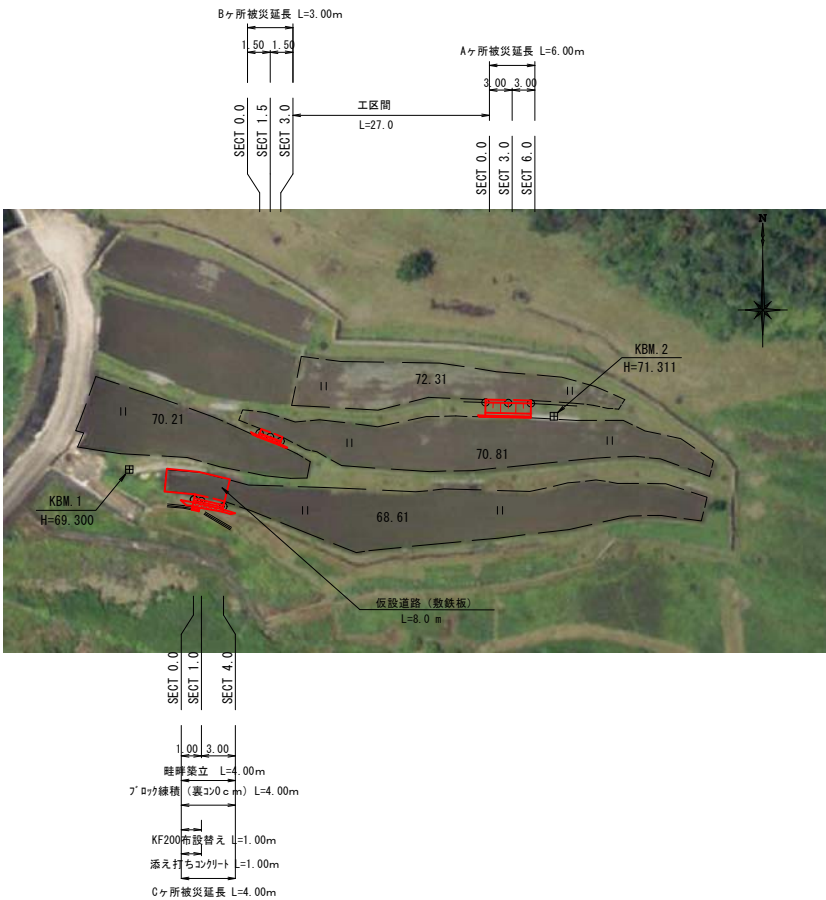 Bヶ所被災延長 L=3.00m
1.50 1.50
SECT 0.0
SECT 1.5
SECT 3.0
工区間
L=27.0
Aヶ所被災延長 L=6.00m
3.00 3.00
SECT 0.0
SECT 3.0
SECT 6.0
N
KBM.2
H=71.311
72.31
70.21
70.81
68.61
KBM.1
H=69.300
仮設道路（敷鉄板）
L=8.0 m
SECT 0.0
SECT 1.0
SECT 4.0
1.00 3.00
畦畔築立 L=4.00m
ブロック練積（裏コン0cm）L=4.00m
KF200布設替え L=1.00m
添え打ちコンクリート L=1.00m
Cヶ所被災延長 L=4.00m